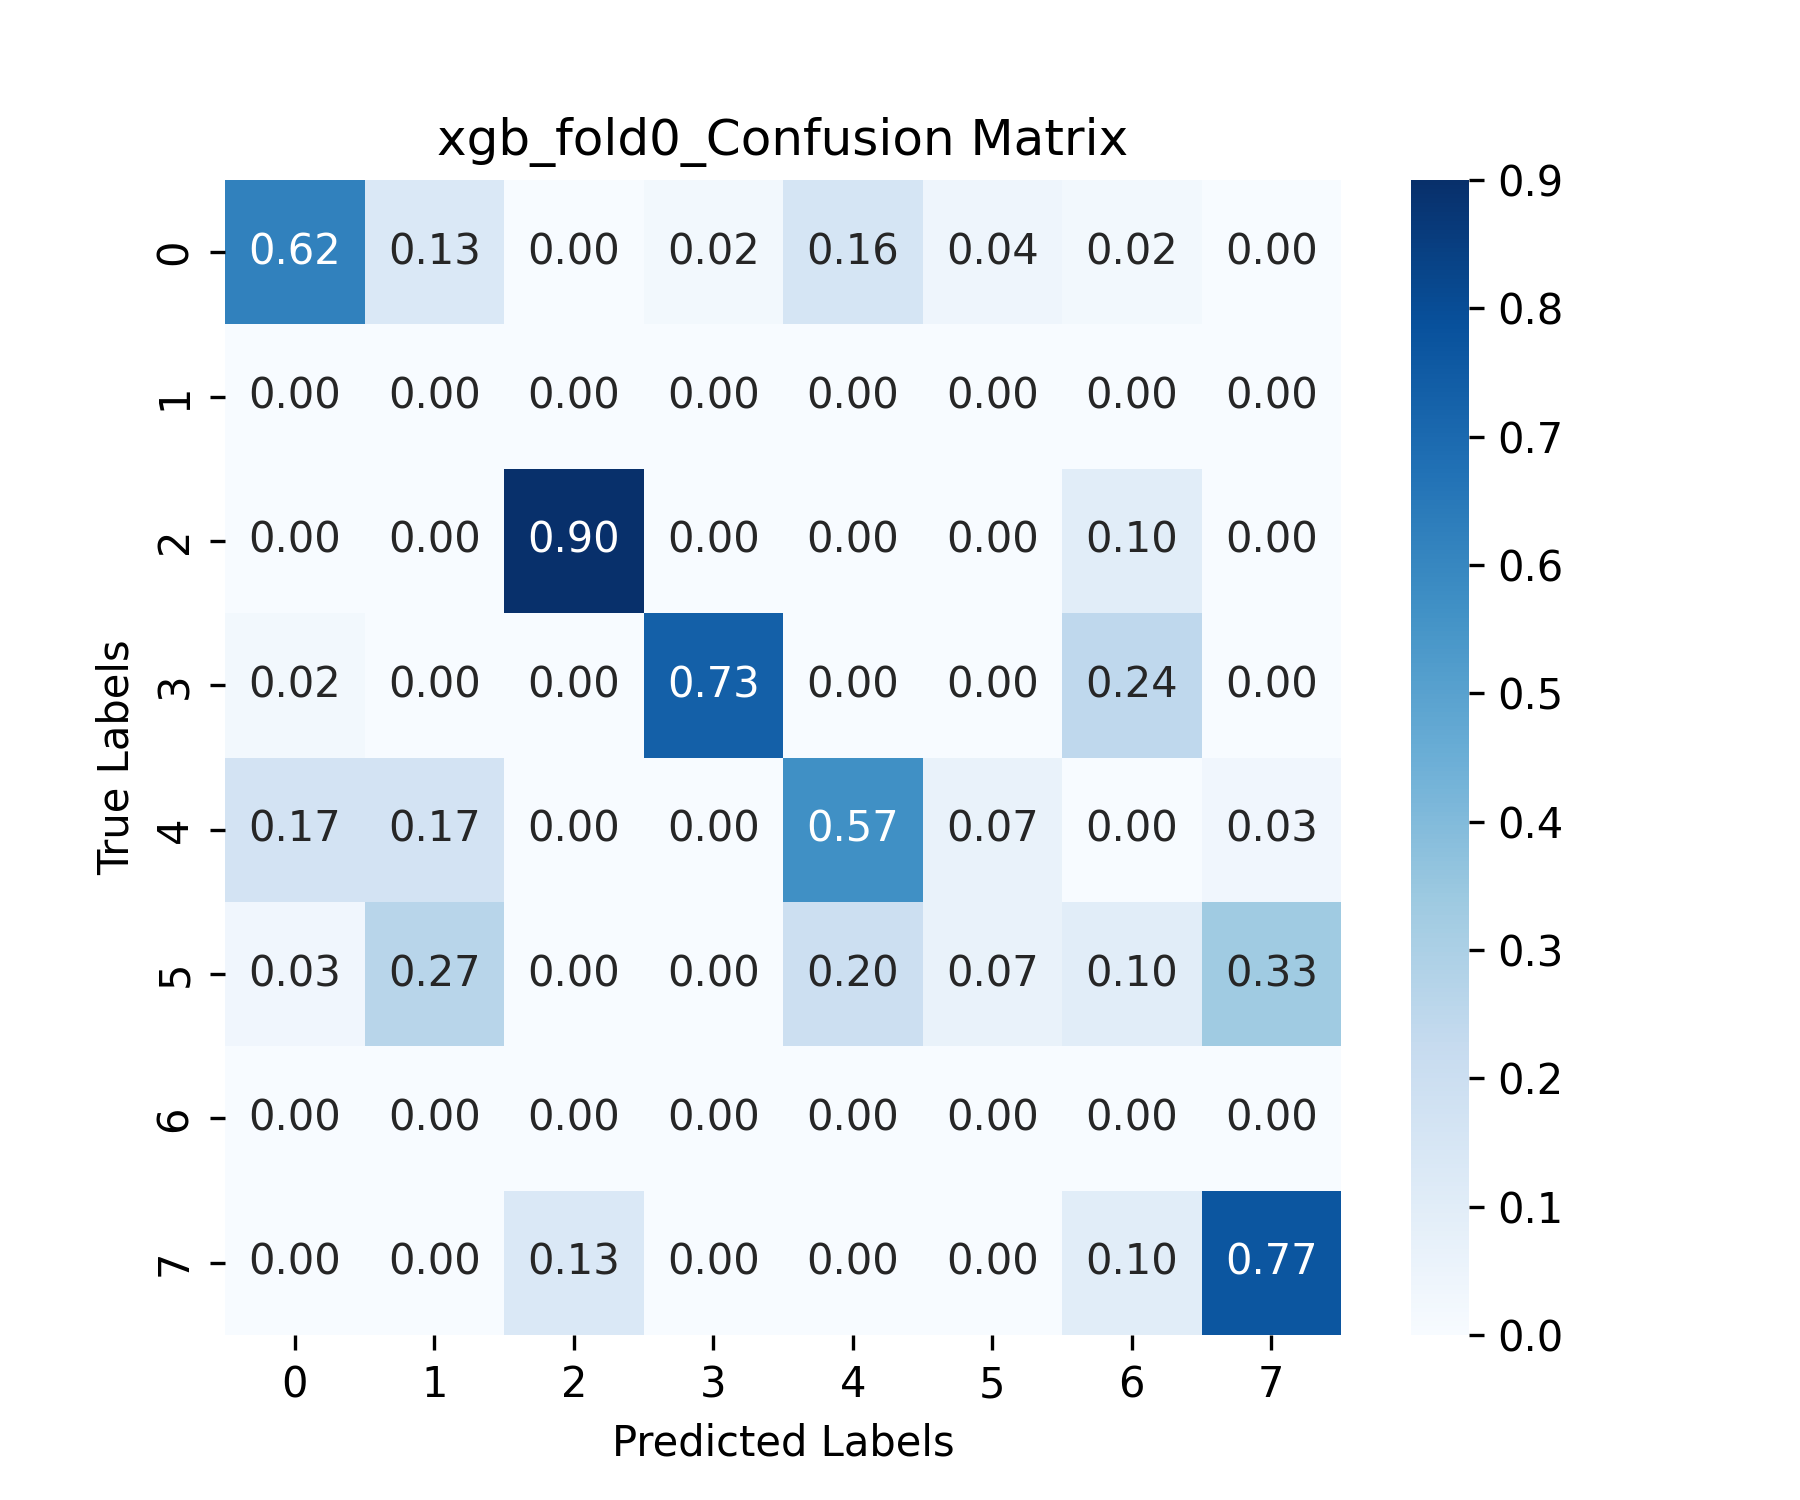 xgb_fold0_Confusion Matrix
0 0.62 0.13 0.00 0.02 0.16 0.04 0.02 0.00
1 0.00 0.00 0.00 0.00 0.00 0.00 0.00 0.00
2 0.00 0.00 0.90 0.00 0.00 0.00 0.10 0.00
3 0.02 0.00 0.00 0.73 0.00 0.00 0.24 0.00
4 0.17 0.17 0.00 0.00 0.57 0.07 0.00 0.03
5 0.03 0.27 0.00 0.00 0.20 0.07 0.10 0.33
6 0.00 0.00 0.00 0.00 0.00 0.00 0.00 0.00
7 0.00 0.00 0.13 0.00 0.00 0.00 0.10 0.77
0 1 2 3 4 5 6 7
Predicted Labels
True Labels
0.9
0.8
0.7
0.6
0.5
0.4
0.3
0.2
0.1
0.0